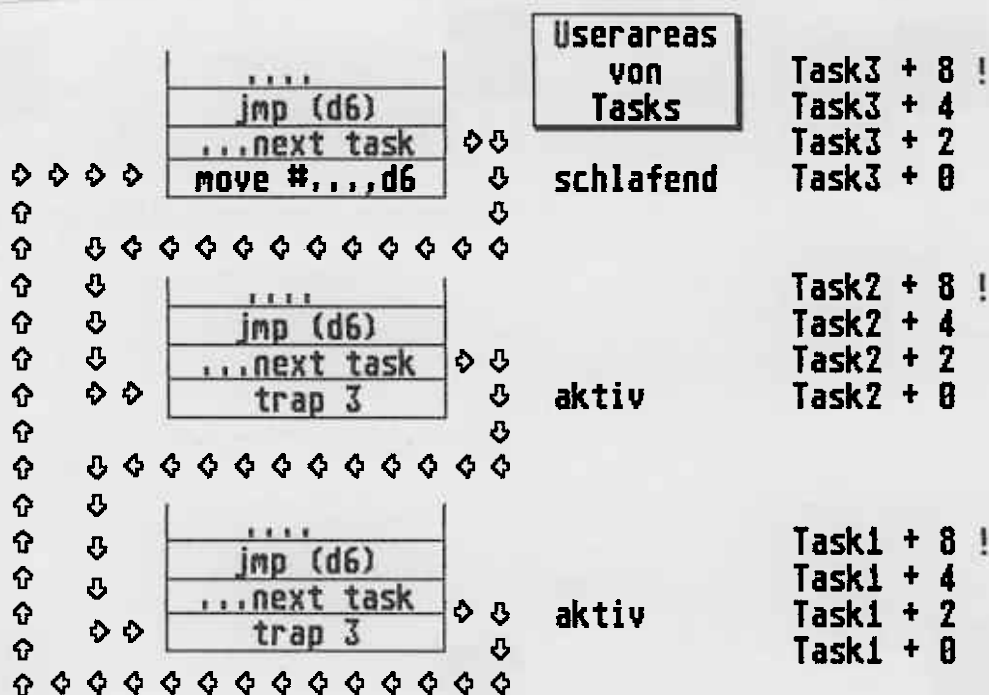 Userareas
von
Tasks
....
jmp (d6)
...next task
move #,,,,d6
schlafend
Task3 + 8 !
Task3 + 4
Task3 + 2
Task3 + 0
....
jmp (d6)
...next task
trap 3
aktiv
Task2 + 8 !
Task2 + 4
Task2 + 2
Task2 + 0
....
jmp (d6)
...next task
trap 3
aktiv
Task1 + 8 !
Task1 + 4
Task1 + 2
Task1 + 0